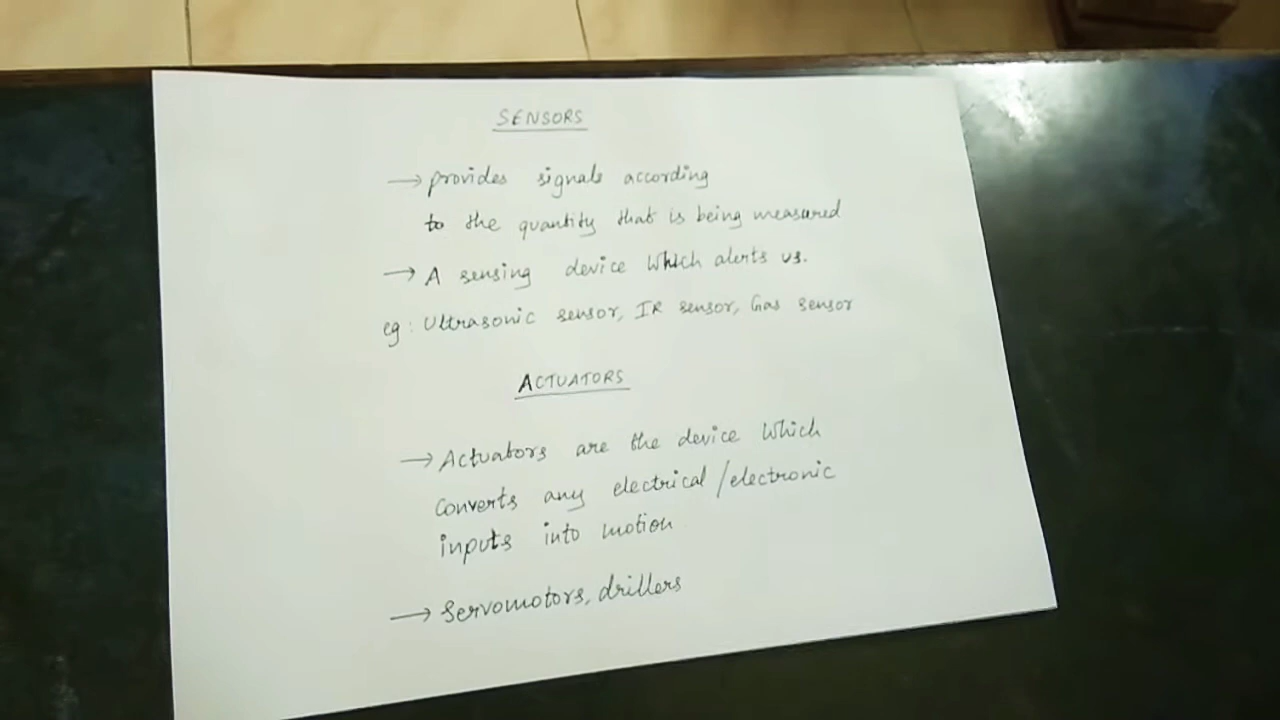 SENSORS
→ provides signals according
to the quantity that is being measured
→ A sensing device which alerts us.
eg: Ultrasonic sensor, IR sensor, Gas sensor
ACTUATORS
→ Actuators are the device which
converts any electrical/electronic
inputs into motion
→ Servomotors, drillers